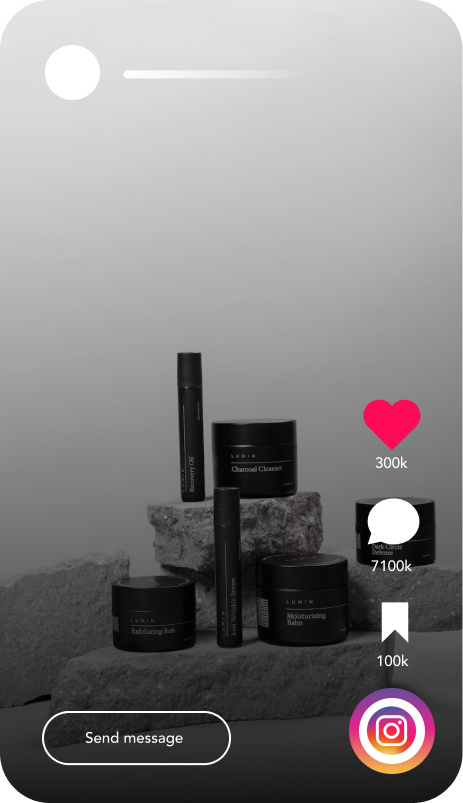 LUMIN
Recovery Oil
LUMIN
Charcoal Cleanser
300k
Dark Circle
Defense
7100k
LUMIN
Exfoliating Rub
Anti-Wrinkle Serum
LUMIN
Moisturizing
Balm
100k
Send message